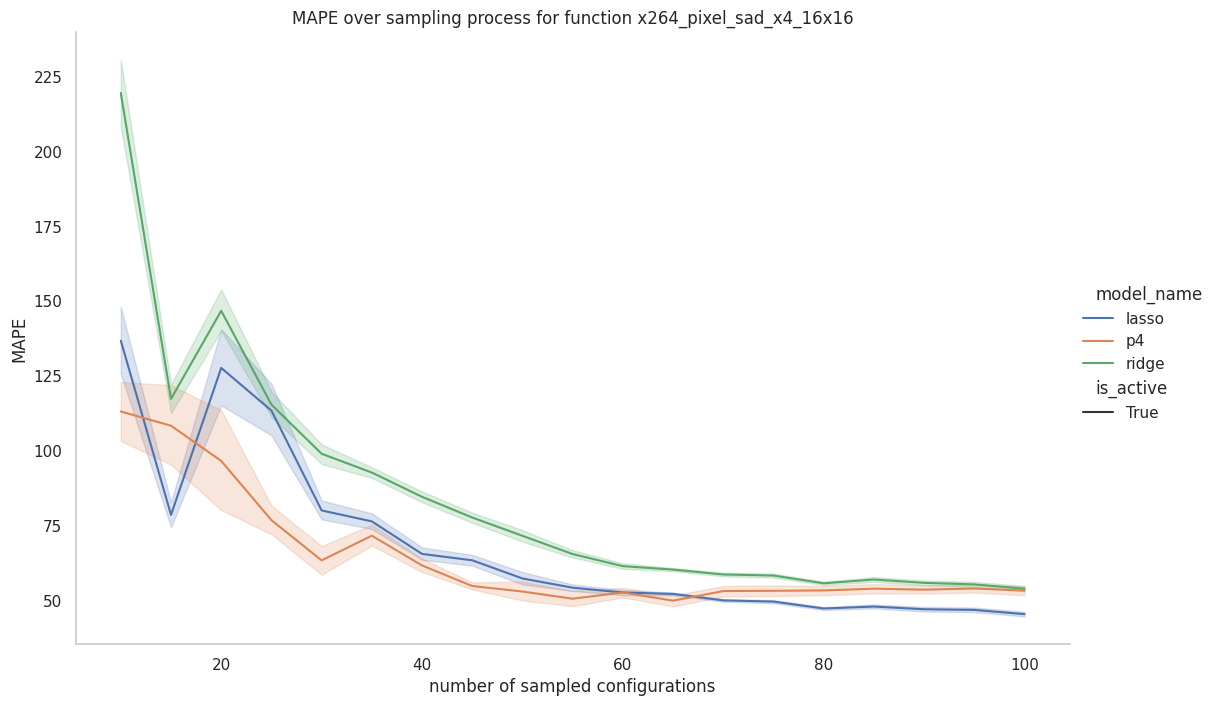 MAPE over sampling process for function x264_pixel_sad_x4_16x16
225
200
175
150
125
100
75
50
MAPE
20
40
60
80
100
number of sampled configurations
model_name
lasso
p4
ridge
is_active
True